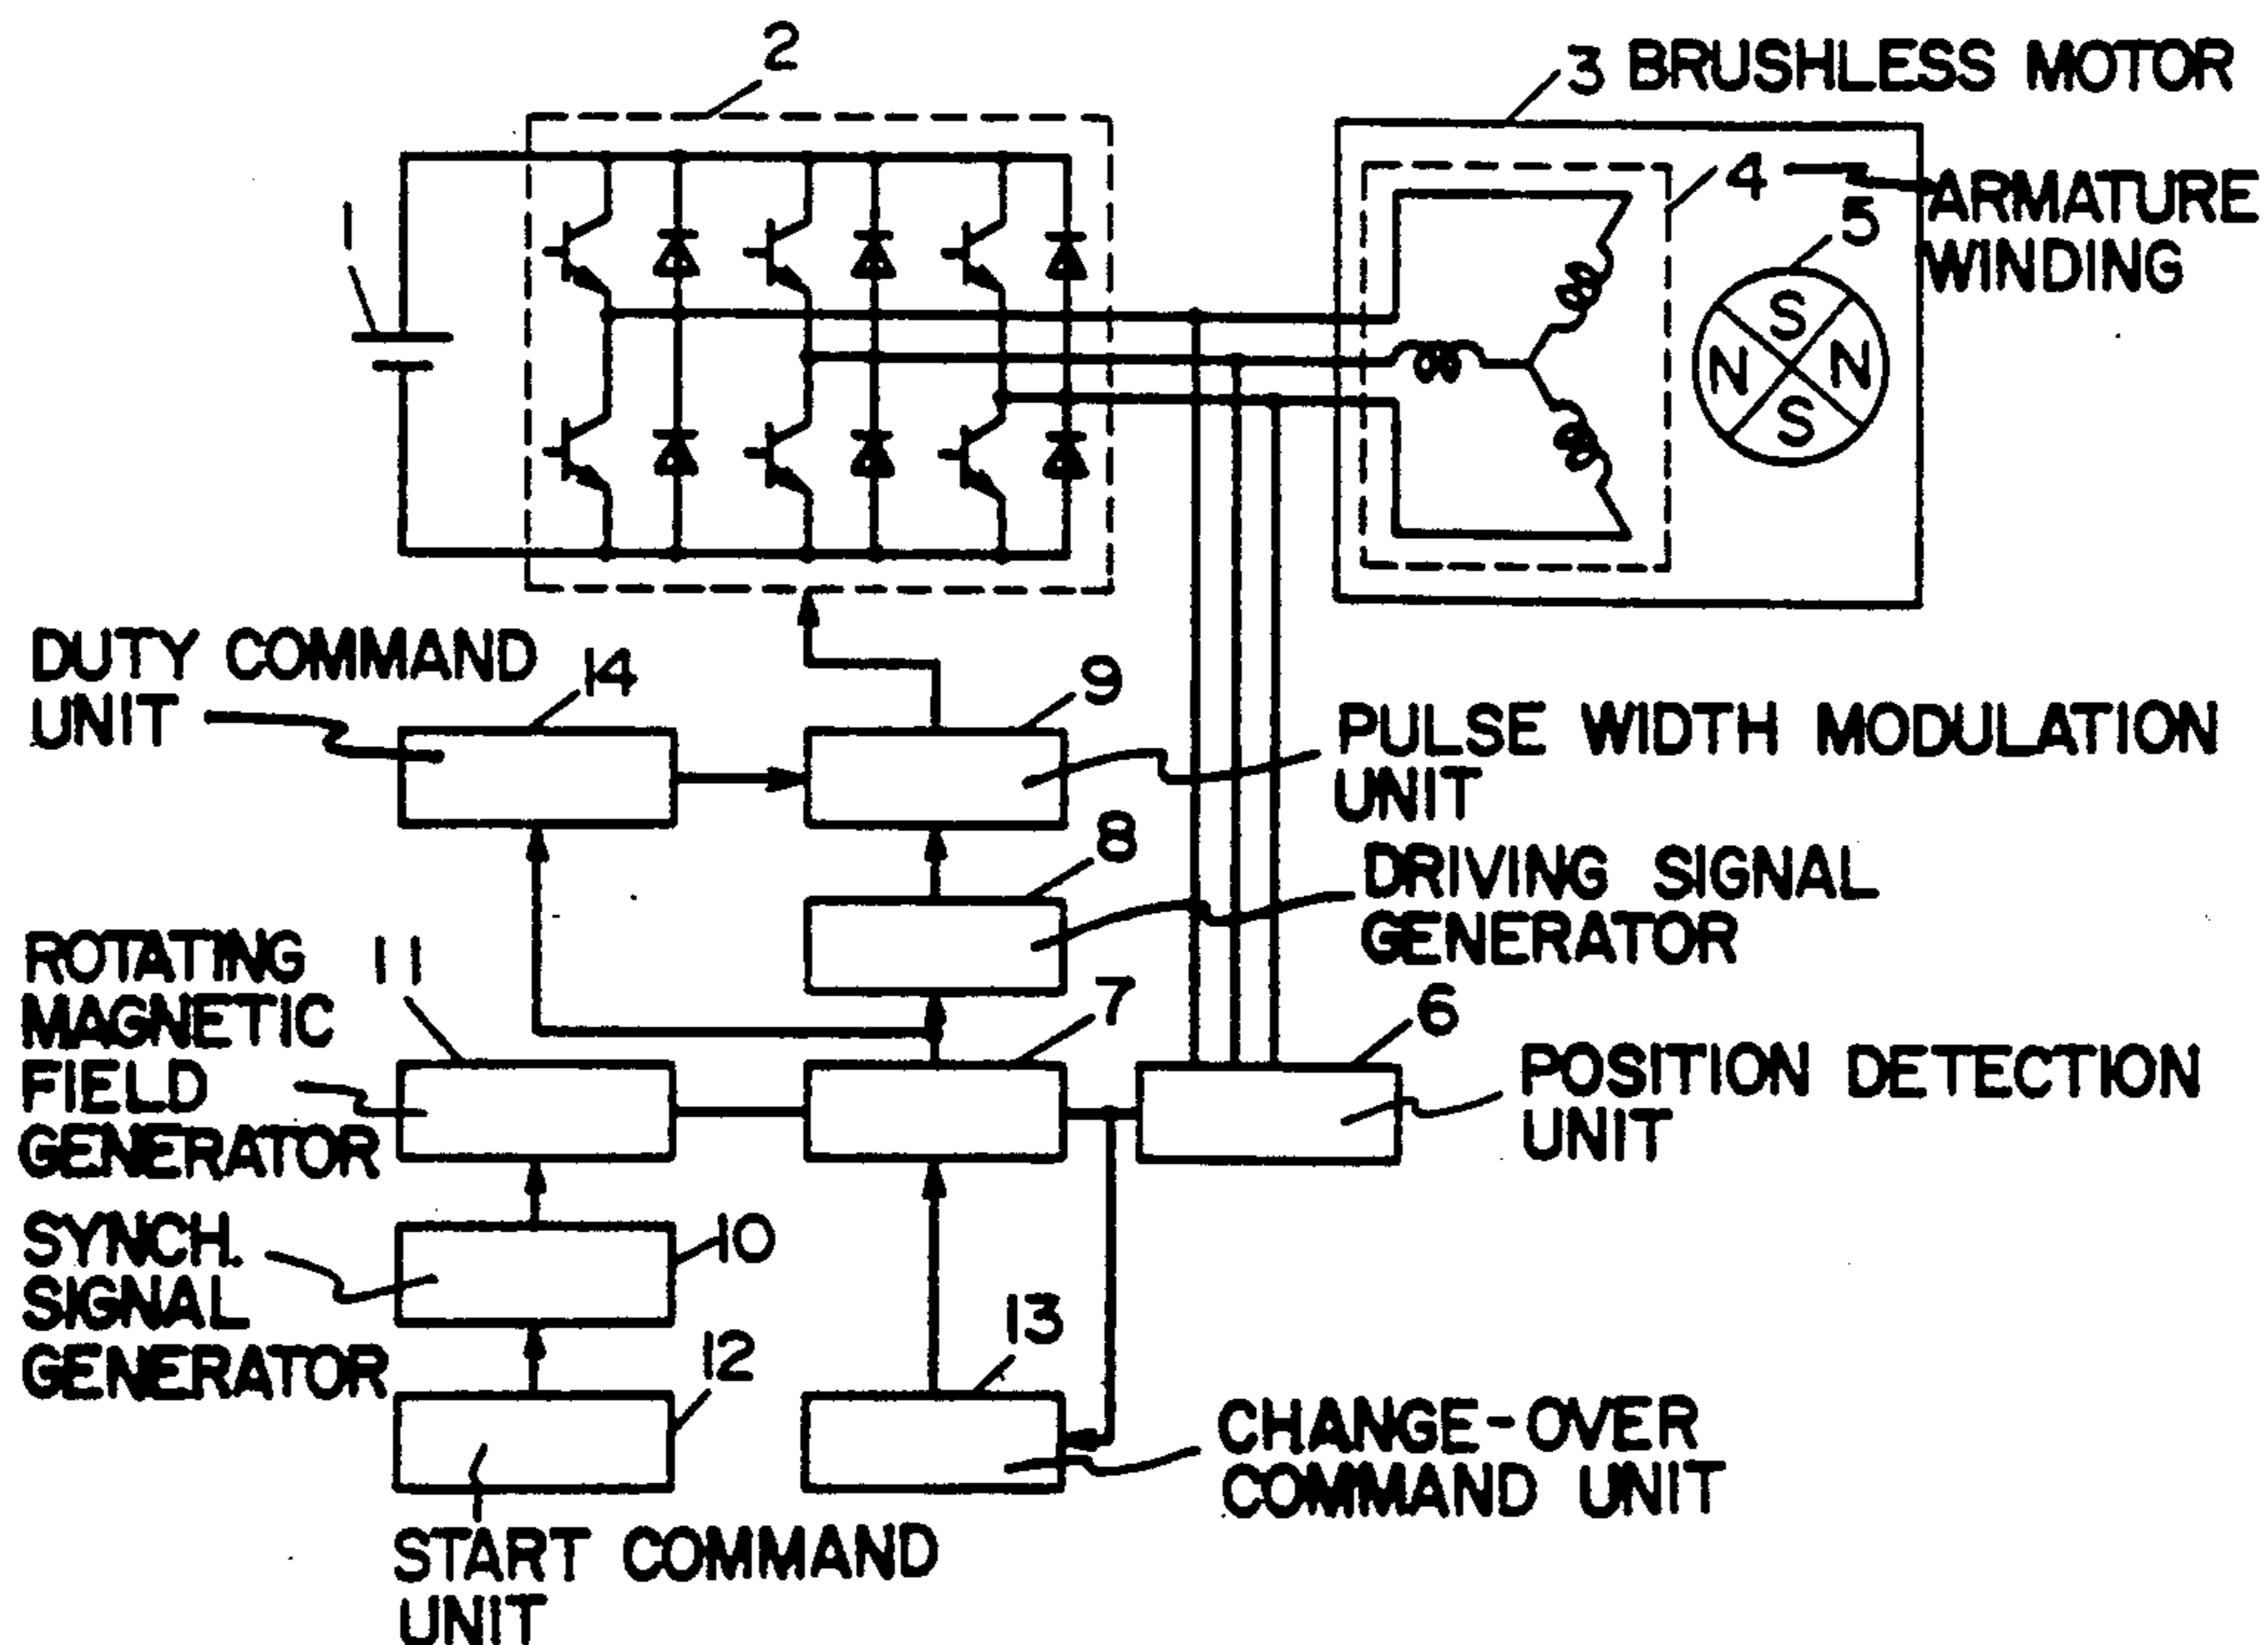 2
3 BRUSHLESS MOTOR
1
4
ARMATURE
WINDING
5
S
N
N
S
DUTY COMMAND
UNIT
14
9
PULSE WIDTH MODULATION
UNIT
8
DRIVING SIGNAL
GENERATOR
ROTATING
MAGNETIC
FIELD
GENERATOR
11
7
6
POSITION DETECTION
UNIT
SYNCH.
SIGNAL
GENERATOR
10
12
13
CHANGE-OVER
COMMAND UNIT
START COMMAND
UNIT